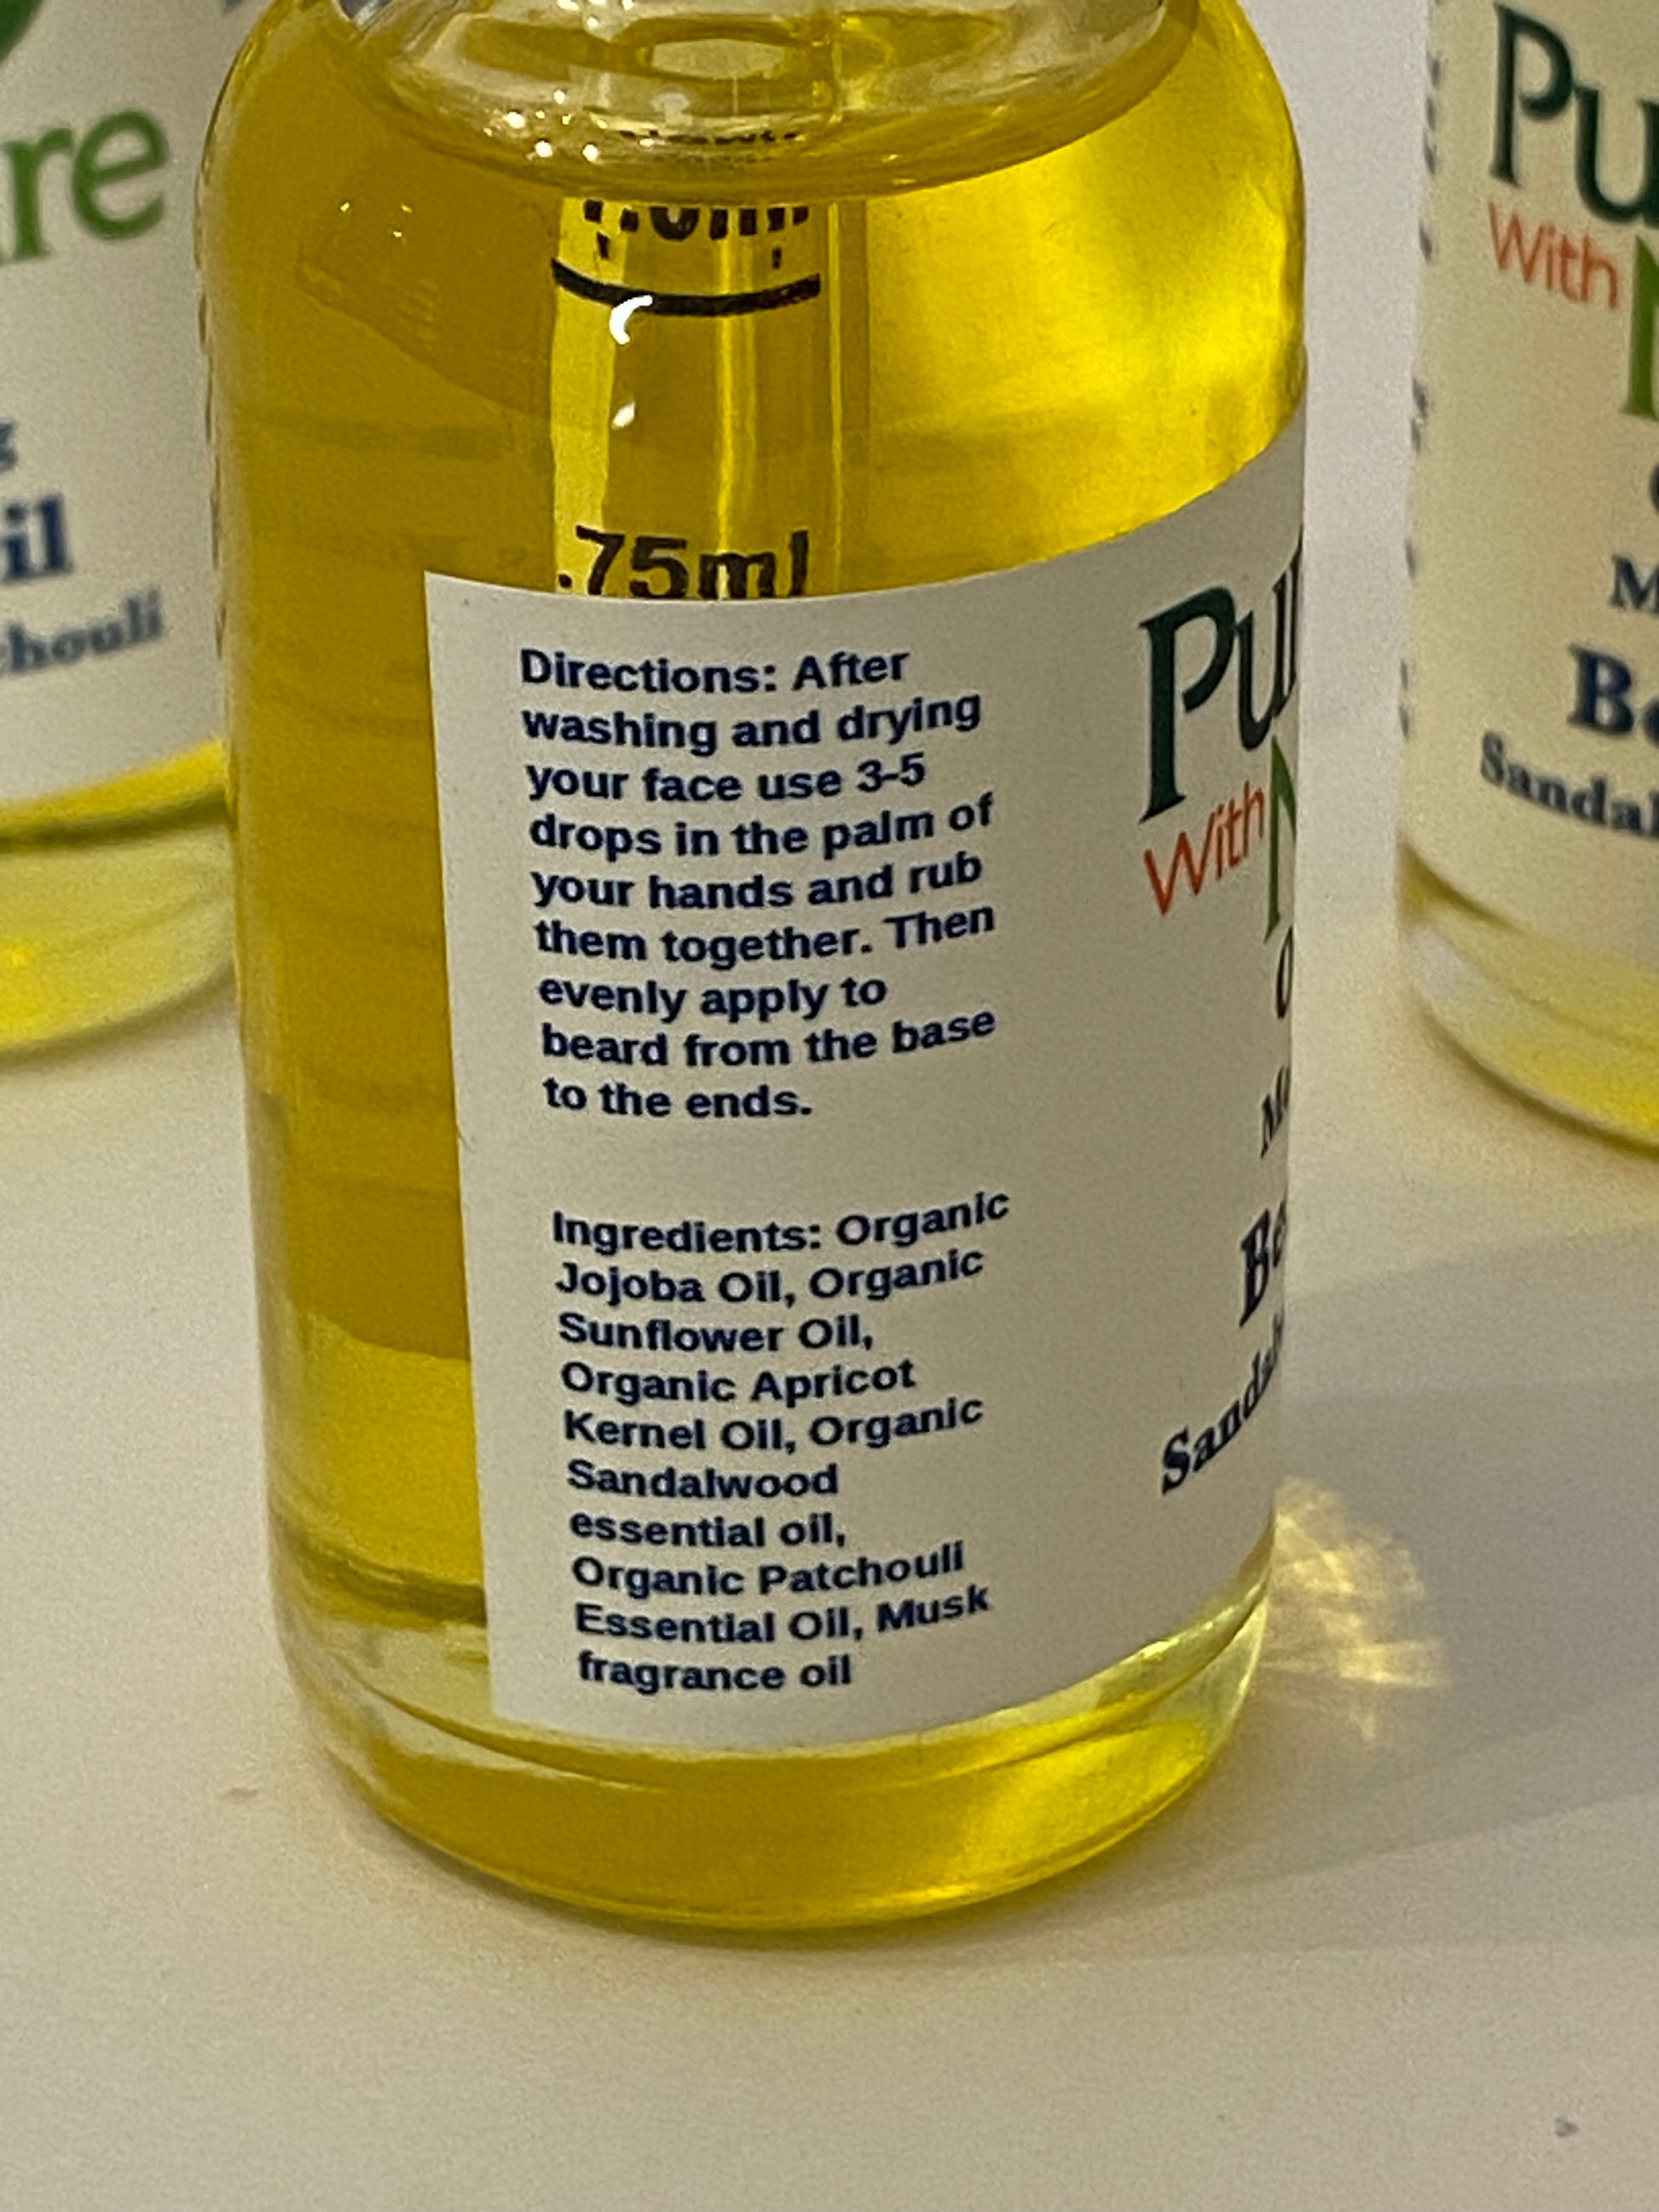 .75ml
Directions: After
washing and drying
your face use 3-5
drops in the palm of
your hands and rub
them together. Then
evenly apply to
beard from the base
to the ends.
Ingredients: Organic
Jojoba Oil, Organic
Sunflower Oil,
Organic Apricot
Kernel Oil, Organic
Sandalwood
essential oil,
Organic Patchouli
Essential Oil, Musk
fragrance oil
With
With